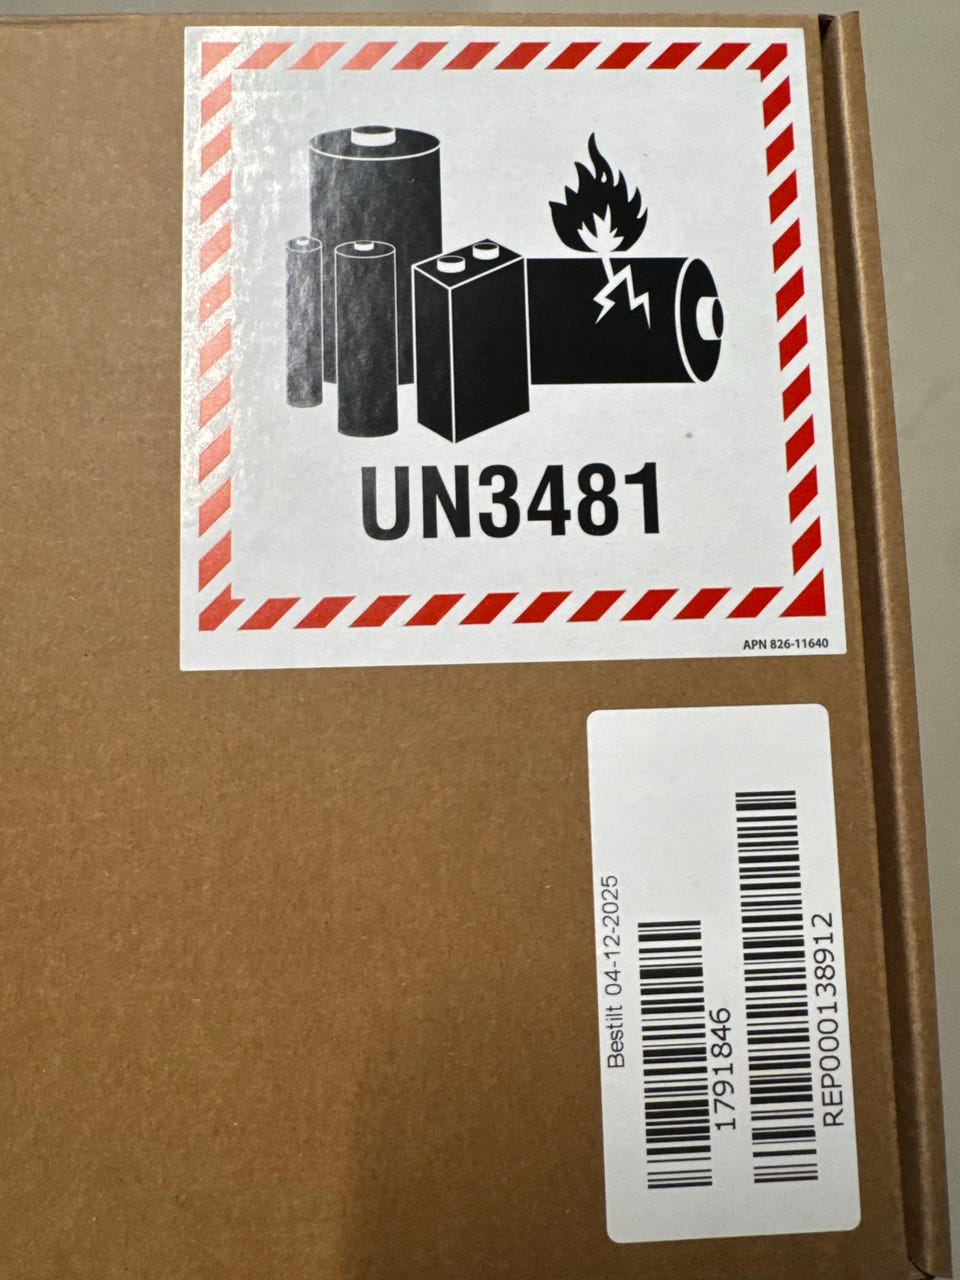 UN3481
APN 826-11640
Bestilt 04-12-2025
1791846
REP000138912